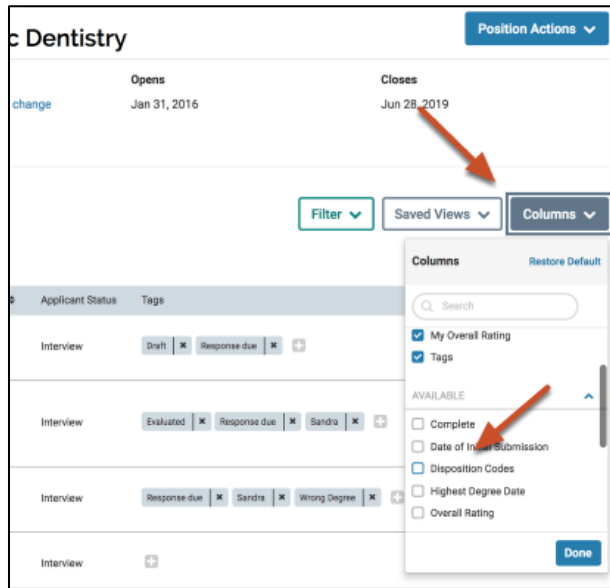 c Dentistry
Position Actions
Opens
Closes
change
Jan 31, 2016
Jun 28, 2019
Filter
Saved Views
Columns
Columns
Restore Default
Search
My Overall Rating
Tags
AVAILABLE
Complete
Date of Initial Submission
Disposition Codes
Highest Degree Date
Overall Rating
Done
Applicant Status
Tags
Interview
Draft
Response due
Interview
Evaluated
Response due
Sandra
Interview
Response due
Sandra
Wrong Degree
Interview